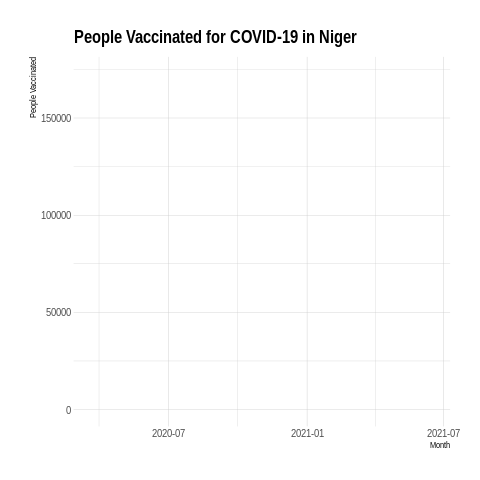 People Vaccinated for COVID-19 in Niger
People Vaccinated
150000
100000
50000
0
2020-07 2021-01 2021-07
Month